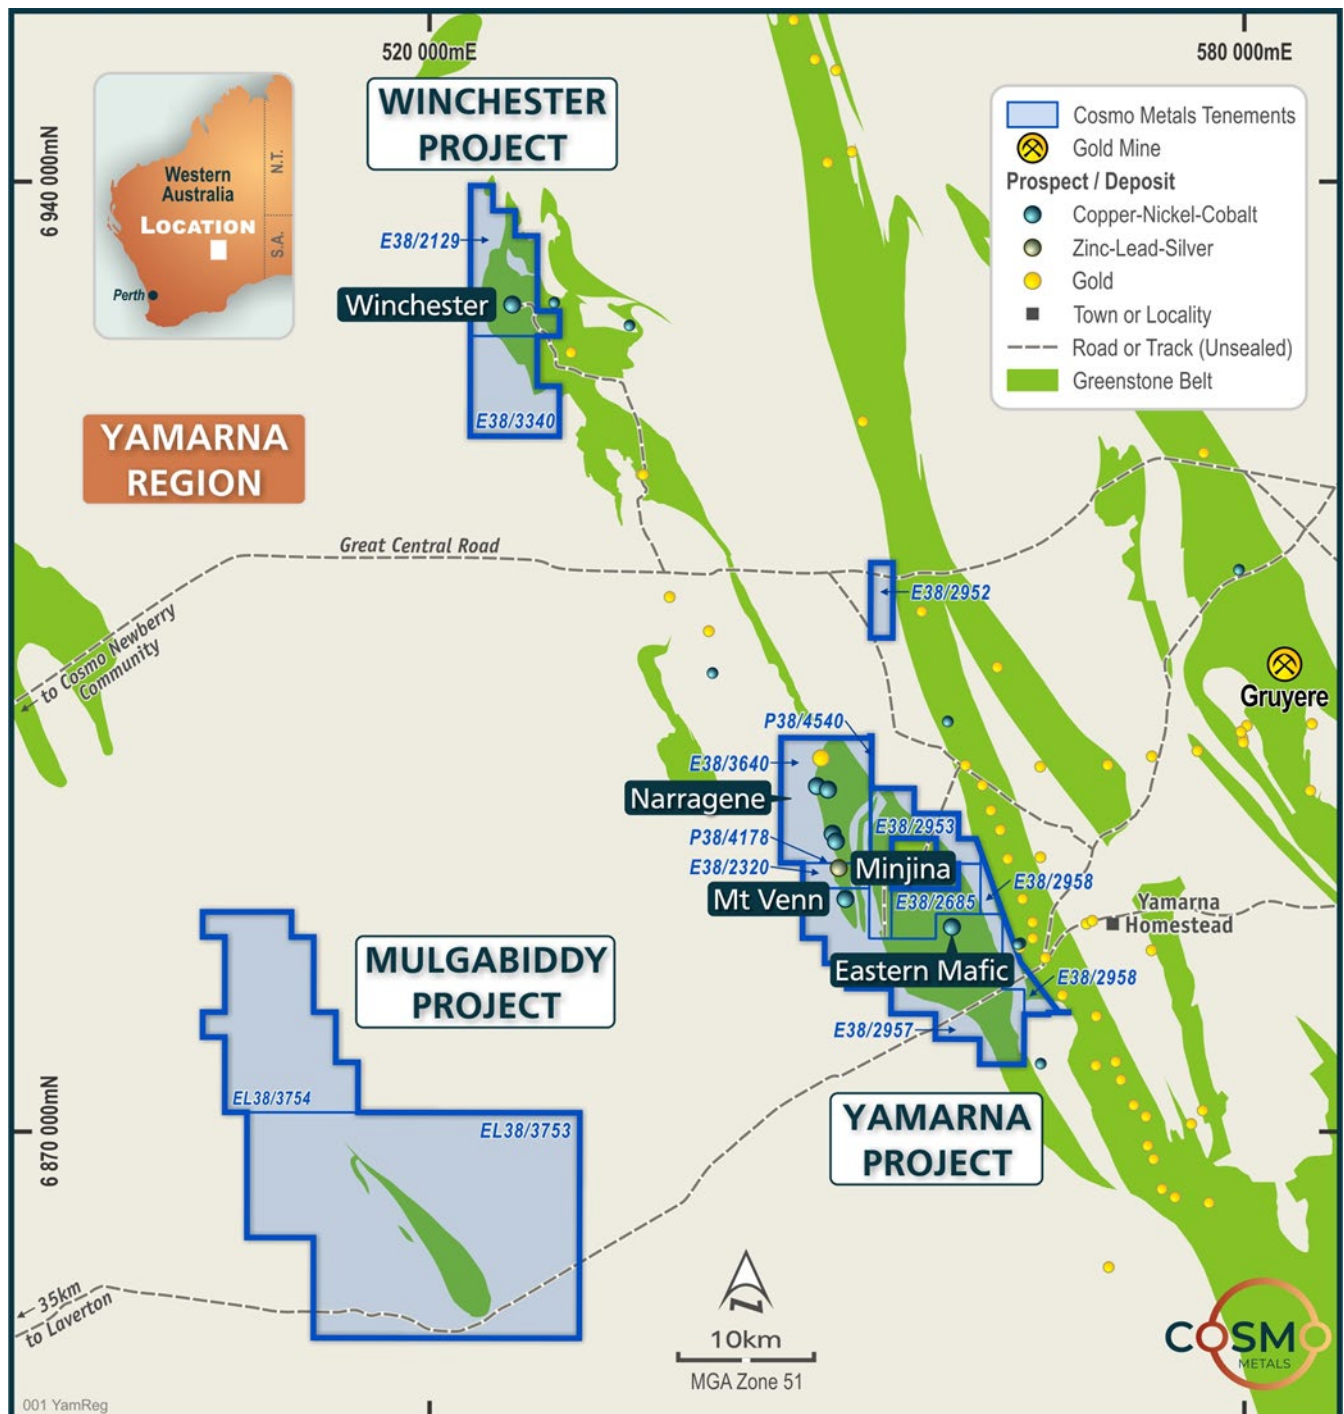 520 000mE
580 000mE
6 940 000mN
6 870 000mN
WINCHESTER
PROJECT
Western
Australia
LOCATION
N.T.
S.A.
Perth
Cosmo Metals Tenements
Gold Mine
Prospect / Deposit
Copper-Nickel-Cobalt
Zinc-Lead-Silver
Gold
Town or Locality
Road or Track (Unsealed)
Greenstone Belt
E38/2129
Winchester
E38/3340
YAMARNA
REGION
Great Central Road
to Cosmo Newberry
Community
E38/2952
Gruyere
P38/4540
E38/3640
Narragene
E38/2953
P38/4178
E38/2320
Minjina
E38/2958
Mt Venn
E38/2685
Yamarna
Homestead
Eastern Mafic
E38/2958
E38/2957
MULGABIDDY
PROJECT
EL38/3754
EL38/3753
YAMARNA
PROJECT
35km
to Laverton
N
10km
MGA Zone 51
COSMO
METALS
001 YamReg